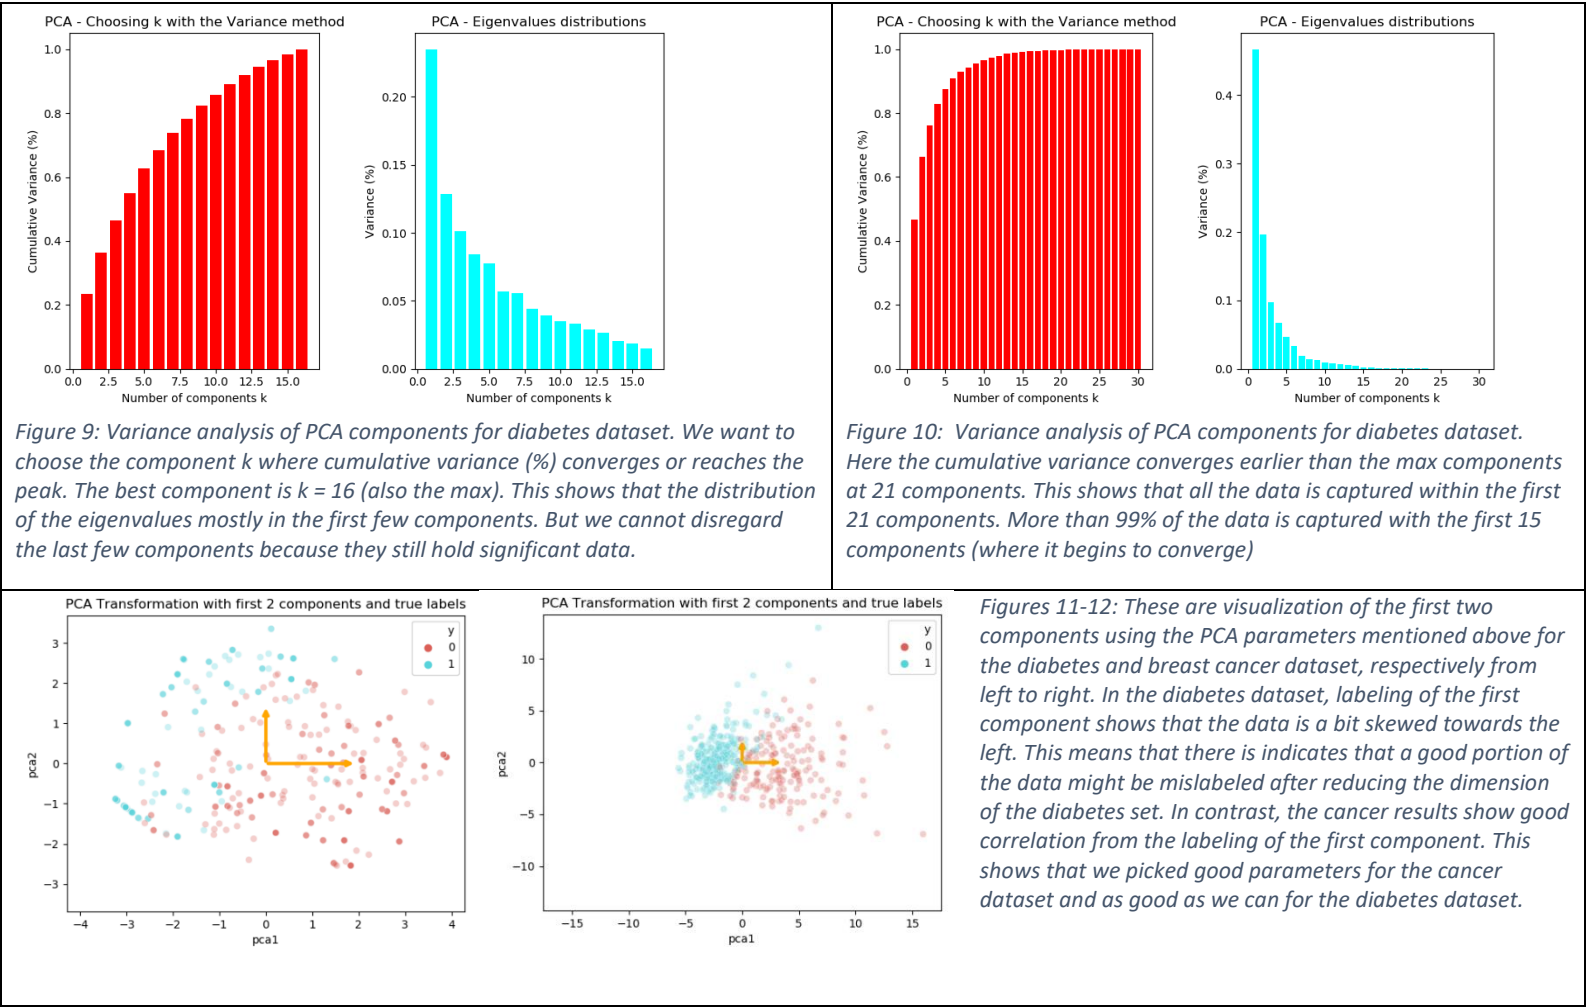 PCA - Choosing k with the Variance method
Cumulative Variance (%)
1.0
0.8
0.6
0.4
0.2
0.0
0.0 2.5 5.0 7.5 10.0 12.5 15.0
Number of components k
PCA - Eigenvalues distributions
Variance (%)
0.20
0.15
0.10
0.05
0.00
0.0 2.5 5.0 7.5 10.0 12.5 15.0
Number of components k
Figure 9: Variance analysis of PCA components for diabetes dataset. We want to
choose the component k where cumulative variance (%) converges or reaches the
peak. The best component is k = 16 (also the max). This shows that the distribution
of the eigenvalues mostly in the first few components. But we cannot disregard
the last few components because they still hold significant data.
PCA - Choosing k with the Variance method
Cumulative Variance (%)
1.0
0.8
0.6
0.4
0.2
0.0
0 5 10 15 20 25 30
Number of components k
PCA - Eigenvalues distributions
Variance (%)
0.4
0.3
0.2
0.1
0.0
0 5 10 15 20 25 30
Number of components k
Figure 10:  Variance analysis of PCA components for diabetes dataset.
Here the cumulative variance converges earlier than the max components
at 21 components. This shows that all the data is captured within the first
21 components. More than 99% of the data is captured with the first 15
components (where it begins to converge)
PCA Transformation with first 2 components and true labels
y
0
1
pca2
3
2
1
0
−1
−2
−3
−4 −3 −2 −1 0 1 2 3 4
pca1
PCA Transformation with first 2 components and true labels
y
0
1
pca2
10
5
0
−5
−10
−15 −10 −5 0 5 10 15
pca1
Figures 11-12: These are visualization of the first two
components using the PCA parameters mentioned above for
the diabetes and breast cancer dataset, respectively from
left to right. In the diabetes dataset, labeling of the first
component shows that the data is a bit skewed towards the
left. This means that there is indicates that a good portion of
the data might be mislabeled after reducing the dimension
of the diabetes set. In contrast, the cancer results show good
correlation from the labeling of the first component. This
shows that we picked good parameters for the cancer
dataset and as good as we can for the diabetes dataset.